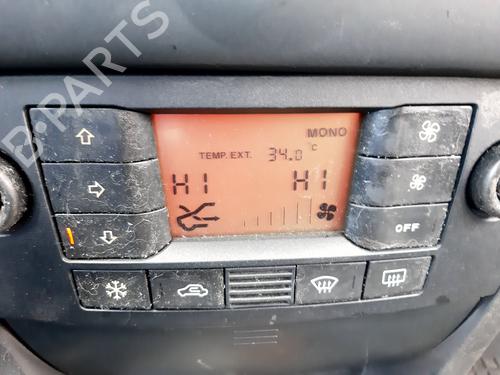 MONO
TEMP. EXT. 34.0 °C
HI HI
OFF
B-PARTS